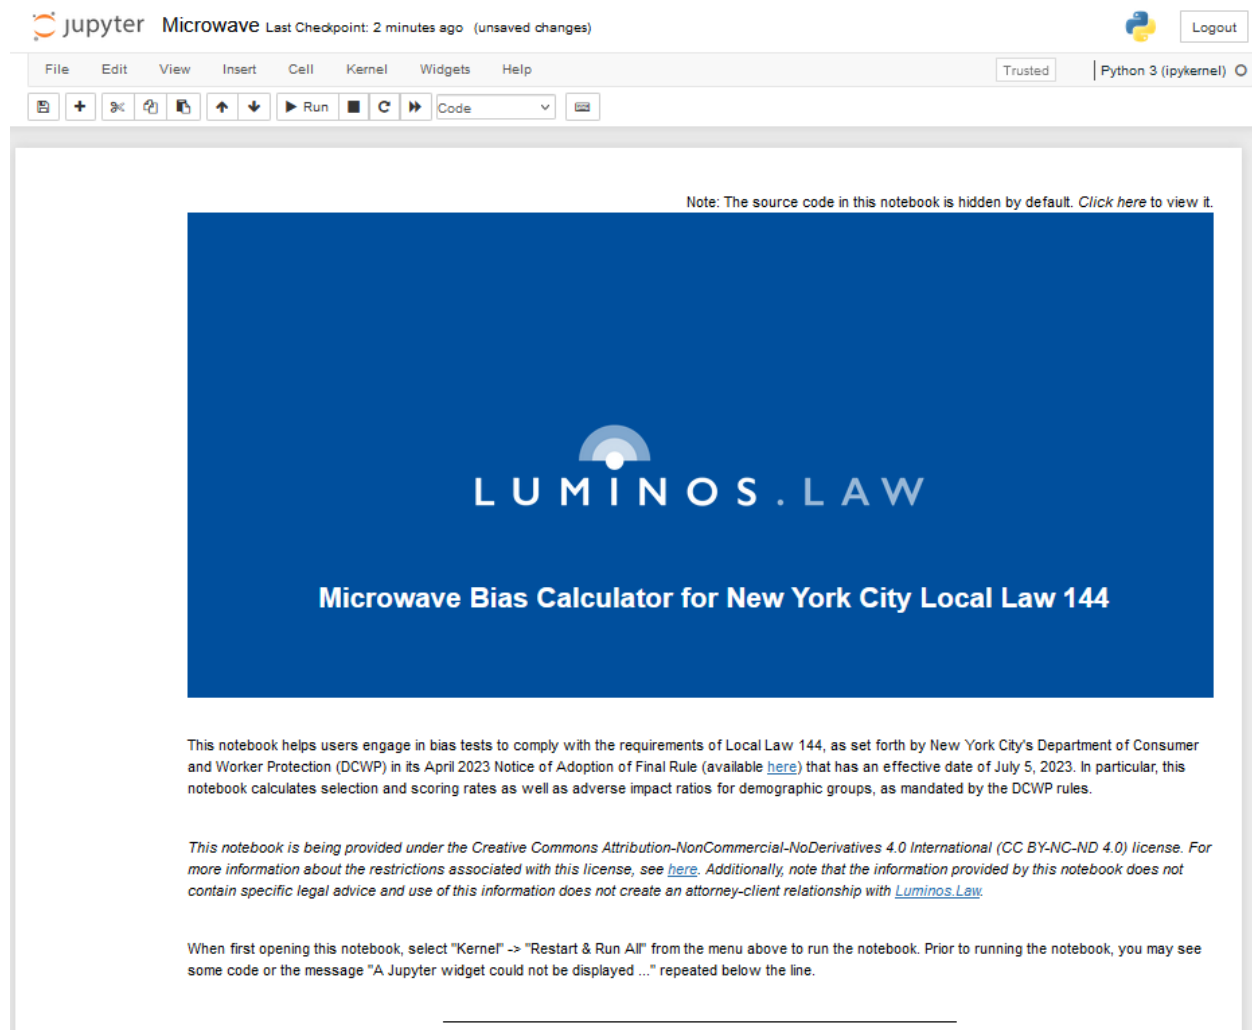 jupyter Microwave Last Checkpoint: 2 minutes ago (unsaved changes) Logout
File Edit View Insert Cell Kernel Widgets Help Trusted Python 3 (ipykernel)
Run Code
Note: The source code in this notebook is hidden by default. Click here to view it.
LUMINOS.LAW
Microwave Bias Calculator for New York City Local Law 144
This notebook helps users engage in bias tests to comply with the requirements of Local Law 144, as set forth by New York City's Department of Consumer
and Worker Protection (DCWP) in its April 2023 Notice of Adoption of Final Rule (available here) that has an effective date of July 5, 2023. In particular, this
notebook calculates selection and scoring rates as well as adverse impact ratios for demographic groups, as mandated by the DCWP rules.
This notebook is being provided under the Creative Commons Attribution-NonCommercial-NoDerivatives 4.0 International (CC BY-NC-ND 4.0) license. For
more information about the restrictions associated with this license, see here. Additionally, note that the information provided by this notebook does not
contain specific legal advice and use of this information does not create an attorney-client relationship with Luminos.Law.
When first opening this notebook, select "Kernel" -> "Restart & Run All" from the menu above to run the notebook. Prior to running the notebook, you may see
some code or the message "A Jupyter widget could not be displayed ..." repeated below the line.